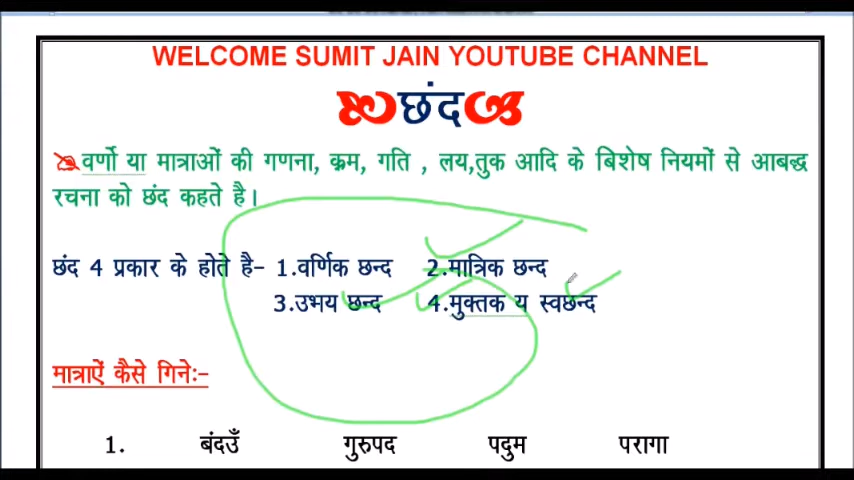 WELCOME SUMIT JAIN YOUTUBE CHANNEL
छंद
वर्णो या मात्राओं की गणना, क्रम, गति , लय,तुक आदि के बिशेष नियमों से आबद्ध
रचना को छंद कहते है।
छंद 4 प्रकार के होते है- 1.वर्णिक छन्द 2.मात्रिक छन्द
3.उभय छन्द 4.मुक्तक य स्वछन्द
मात्राऐं कैसे गिने:-
1. बंदउँ गुरुपद पदुम परागा